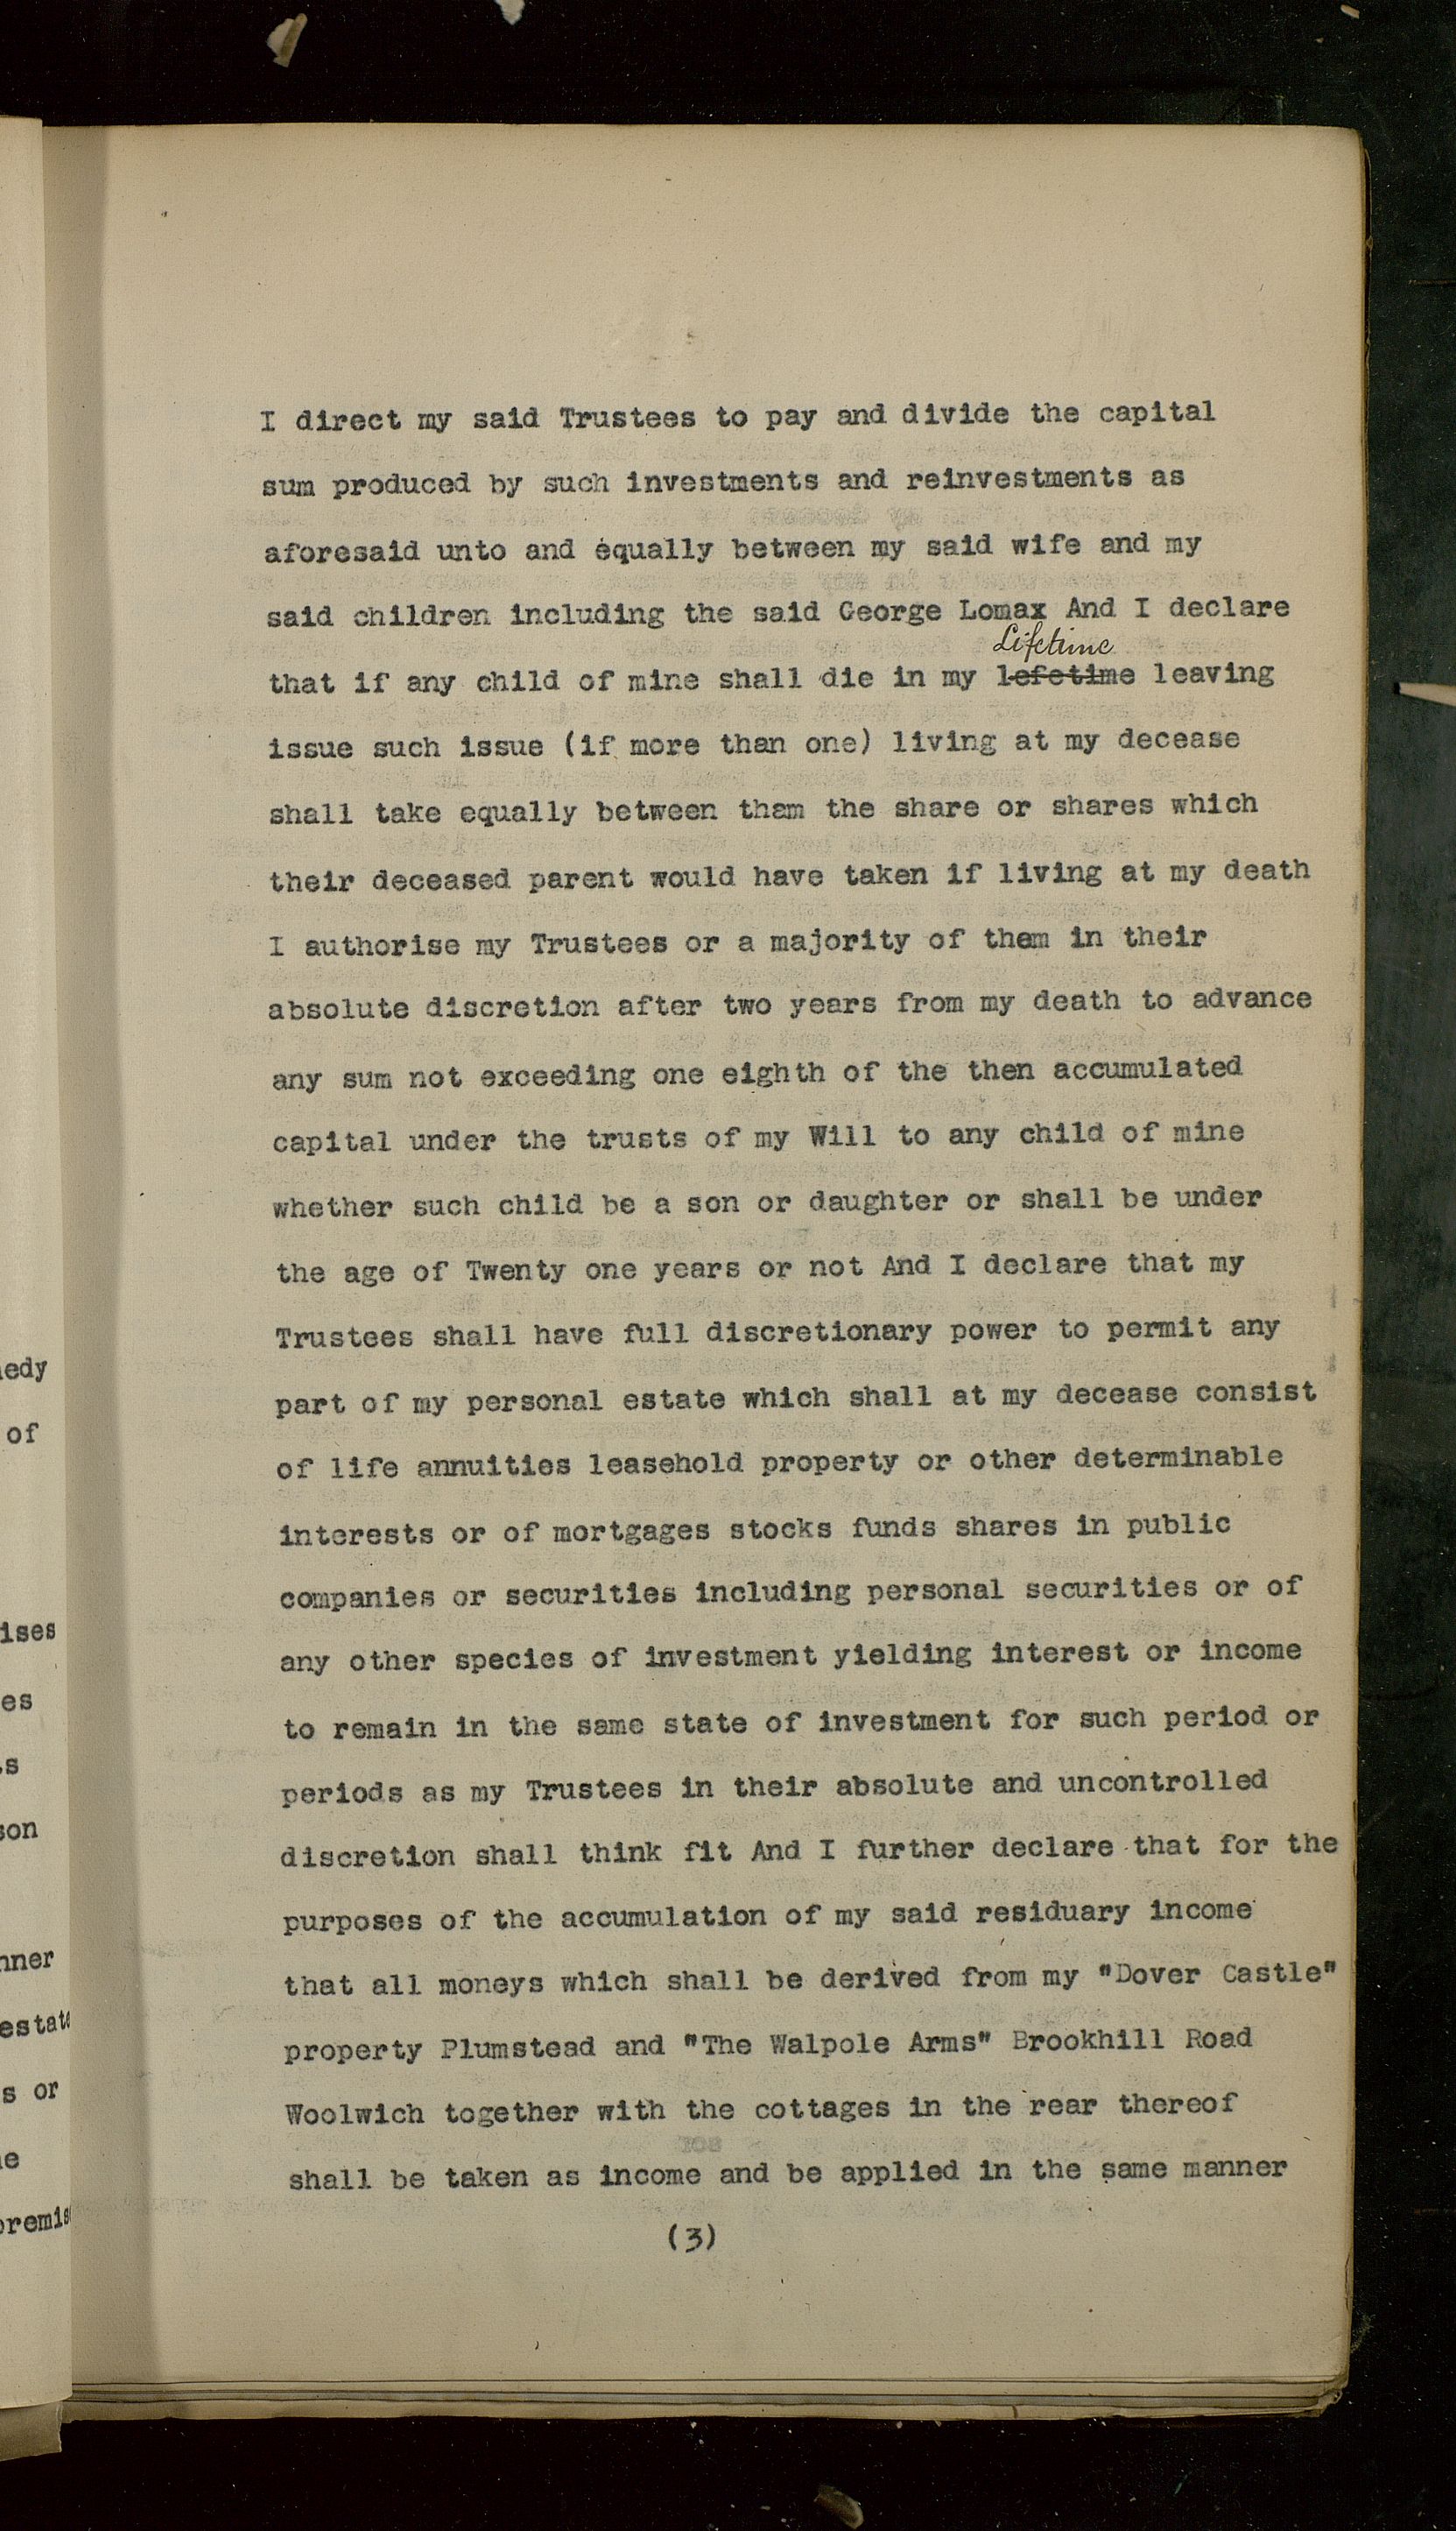 I direct my said Trustees to pay and divide the capital
sum produced by such investments and reinvestments as
aforesaid unto and equally between my said wife and my
said children including the said George Lomax And I declare
Lifetime
that if any child of mine shall die in my lefetime leaving
issue such issue (if more than one) living at my decease
shall take equally between tham the share or shares which
their deceased parent would have taken if living at my death
I authorise my Trustees or a majority of them in their
absolute discretion after two years from my death to advance
any sum not exceeding one eighth of the then accumulated
capital under the trusts of my Will to any child of mine
whether such child be a son or daughter or shall be under
the age of Twenty one years or not And I declare that my
Trustees shall have full discretionary power to permit any
part of my personal estate which shall at my decease consist
of life annuities leasehold property or other determinable
interests or of mortgages stocks funds shares in public
companies or securities including personal securities or of
any other species of investment yielding interest or income
to remain in the same state of investment for such period or
periods as my Trustees in their absolute and uncontrolled
discretion shall think fit And I further declare that for the
purposes of the accumulation of my said residuary income
that all moneys which shall be derived from my "Dover Castle"
property Plumstead and "The Walpole Arms" Brookhill Road
Woolwich together with the cottages in the rear thereof
shall be taken as income and be applied in the same manner
(3)